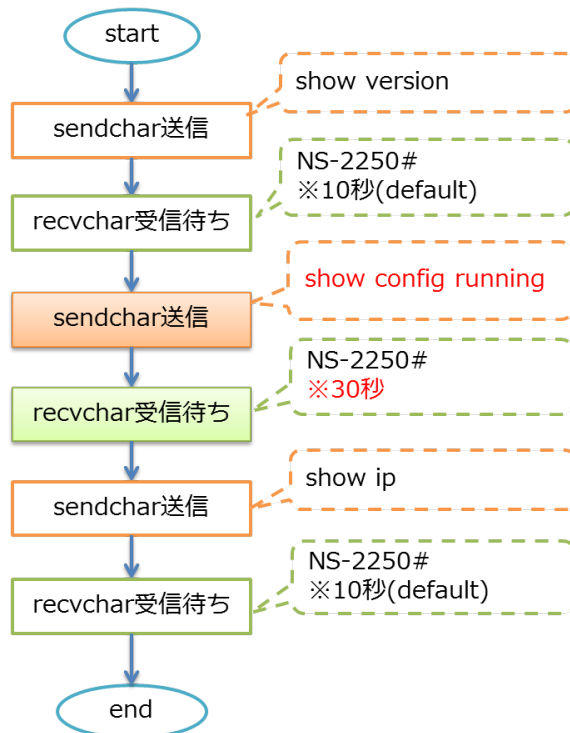 start
sendchar送信
show version
recvchar受信待ち
NS-2250#
※10秒(default)
sendchar送信
show config running
recvchar受信待ち
NS-2250#
※30秒
sendchar送信
show ip
recvchar受信待ち
NS-2250#
※10秒(default)
end